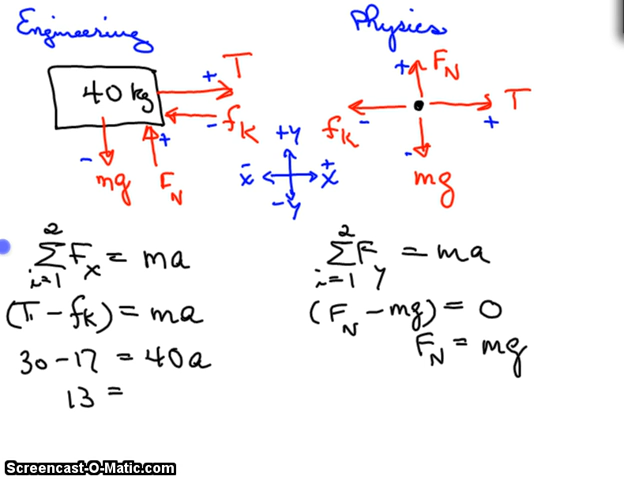 Engineering
Physics
40 kg
+ T
- fk
- mg
+ FN
+y
-x +x
-y
+ FN
fk -
T +
- mg
2
∑ Fx = ma
i=1
(T - fk) = ma
30 - 17 = 40a
13 =
2
∑ Fy = ma
i=1
(FN - mg) = 0
FN = mg
Screencast-O-Matic.com